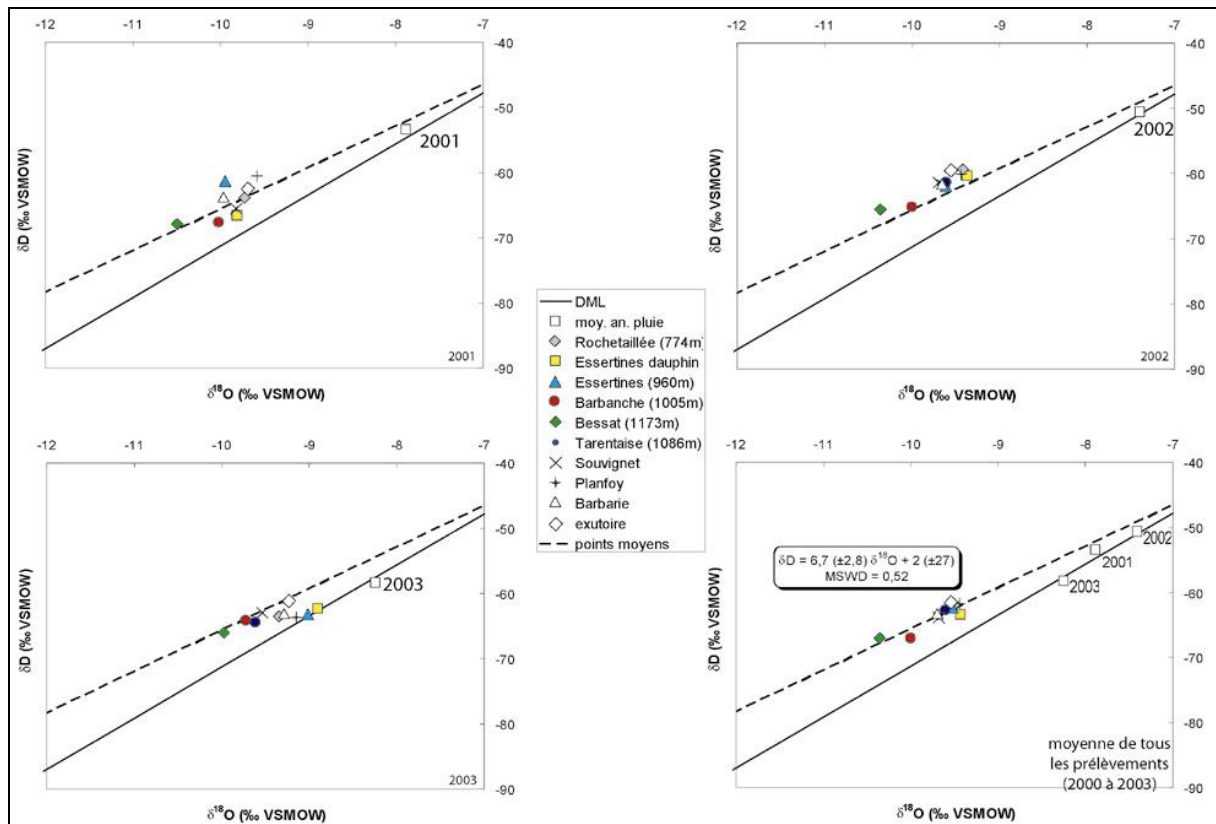 -12 -11 -10 -9 -8 -7
-40
-50
-60
-70
-80
-90
δD (‰ VSMOW)
2001
2001
δ18O (‰ VSMOW)
-12 -11 -10 -9 -8 -7
-40
-50
-60
-70
-80
-90
δD (‰ VSMOW)
2002
2002
δ18O (‰ VSMOW)
DML
moy. an. pluie
Rochetaillée (774m)
Essertines dauphin
Essertines (960m)
Barbanche (1005m)
Bessat (1173m)
Tarentaise (1086m)
Souvignet
Planfoy
Barbarie
exutoire
points moyens
-12 -11 -10 -9 -8 -7
-40
-50
-60
-70
-80
-90
δD (‰ VSMOW)
2003
2003
δ18O (‰ VSMOW)
-12 -11 -10 -9 -8 -7
-40
-50
-60
-70
-80
-90
δD (‰ VSMOW)
δD = 6,7 (±2,8) δ18O + 2 (±27)
MSWD = 0,52
2002
2001
2003
moyenne de tous
les prélèvements
(2000 à 2003)
δ18O (‰ VSMOW)